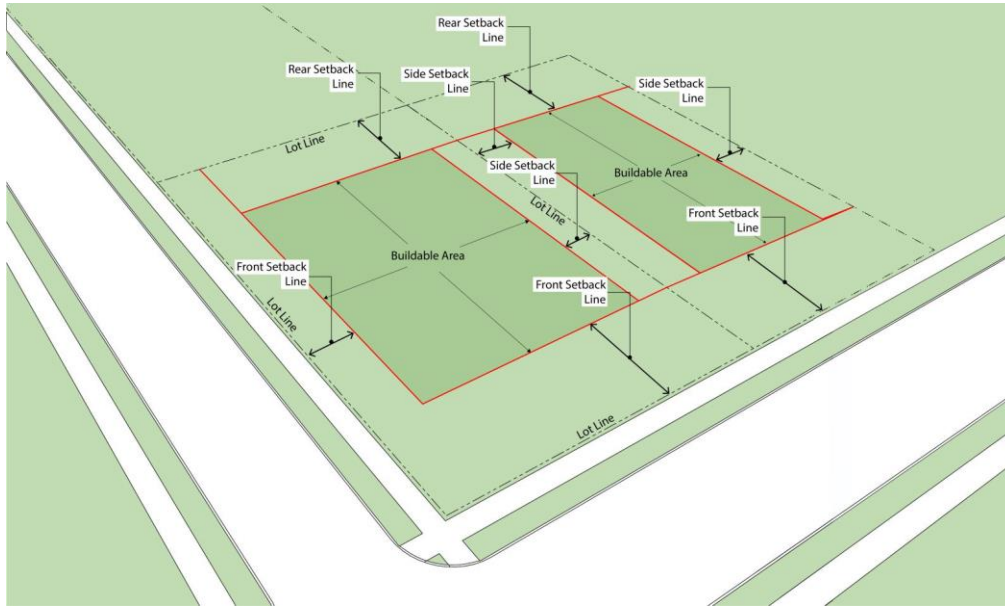 Rear Setback
Line
Rear Setback
Line
Side Setback
Line
Side Setback
Line
Lot Line
Buildable Area
Side Setback
Line
Lot Line
Front Setback
Line
Buildable Area
Front Setback
Line
Front Setback
Line
Lot Line
Lot Line